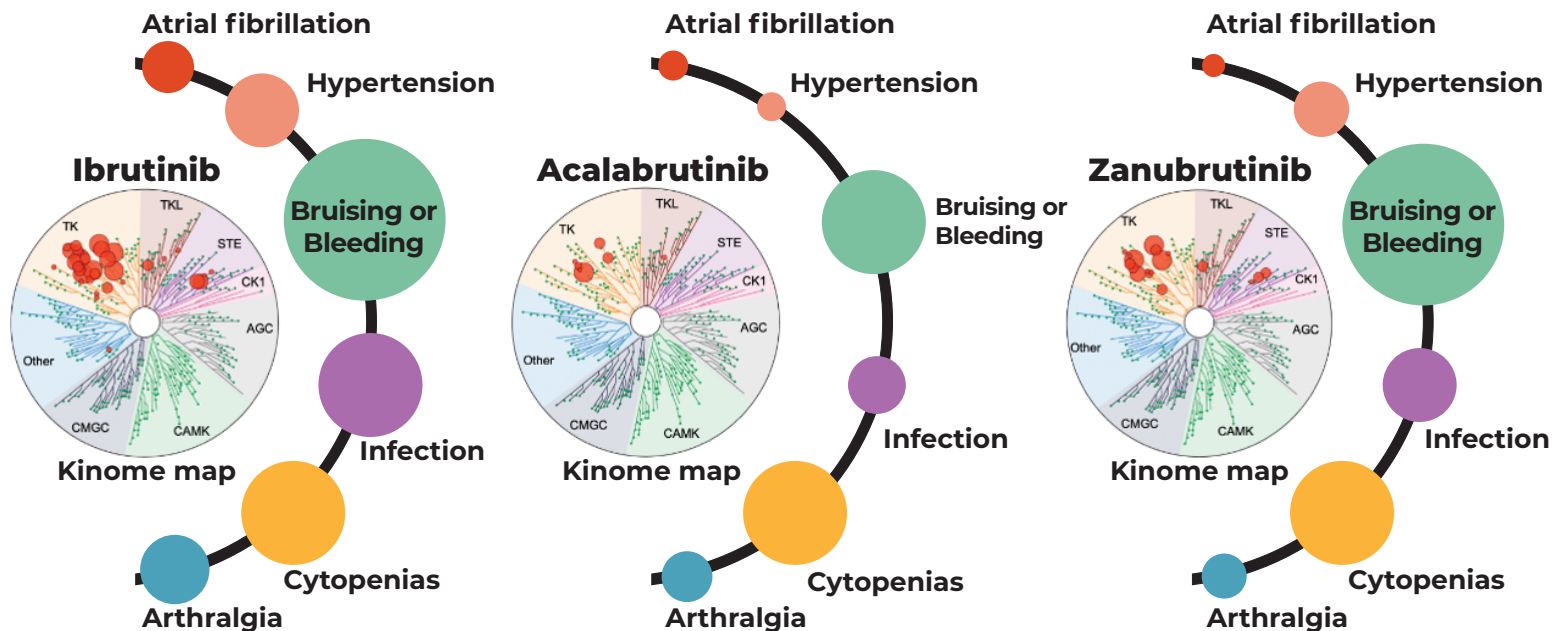 Atrial fibrillation
Hypertension
Ibrutinib
Bruising or
Bleeding
TK
TKL
STE
CK1
AGC
Other
CMGC
CAMK
Kinome map
Infection
Cytopenias
Arthralgia
Atrial fibrillation
Hypertension
Acalabrutinib
Bruising or
Bleeding
TK
TKL
STE
CK1
AGC
Other
CMGC
CAMK
Kinome map
Infection
Cytopenias
Arthralgia
Atrial fibrillation
Hypertension
Zanubrutinib
Bruising or
Bleeding
TK
TKL
STE
CK1
AGC
Other
CMGC
CAMK
Kinome map
Infection
Cytopenias
Arthralgia